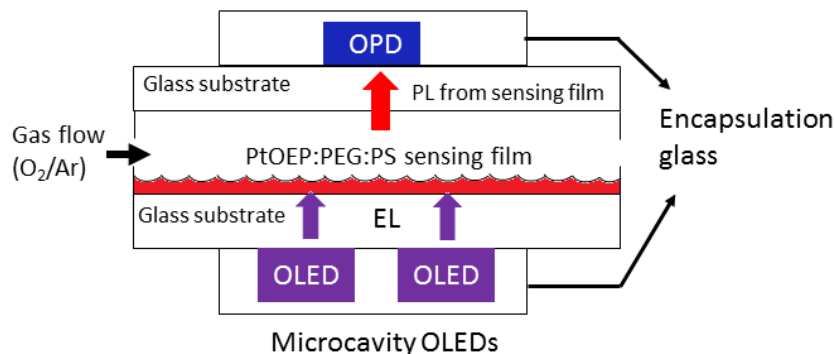 OPD
Glass substrate
PL from sensing film
Gas flow
(O₂/Ar)
Encapsulation
glass
PtOEP:PEG:PS sensing film
Glass substrate
EL
OLED
OLED
Microcavity OLEDs